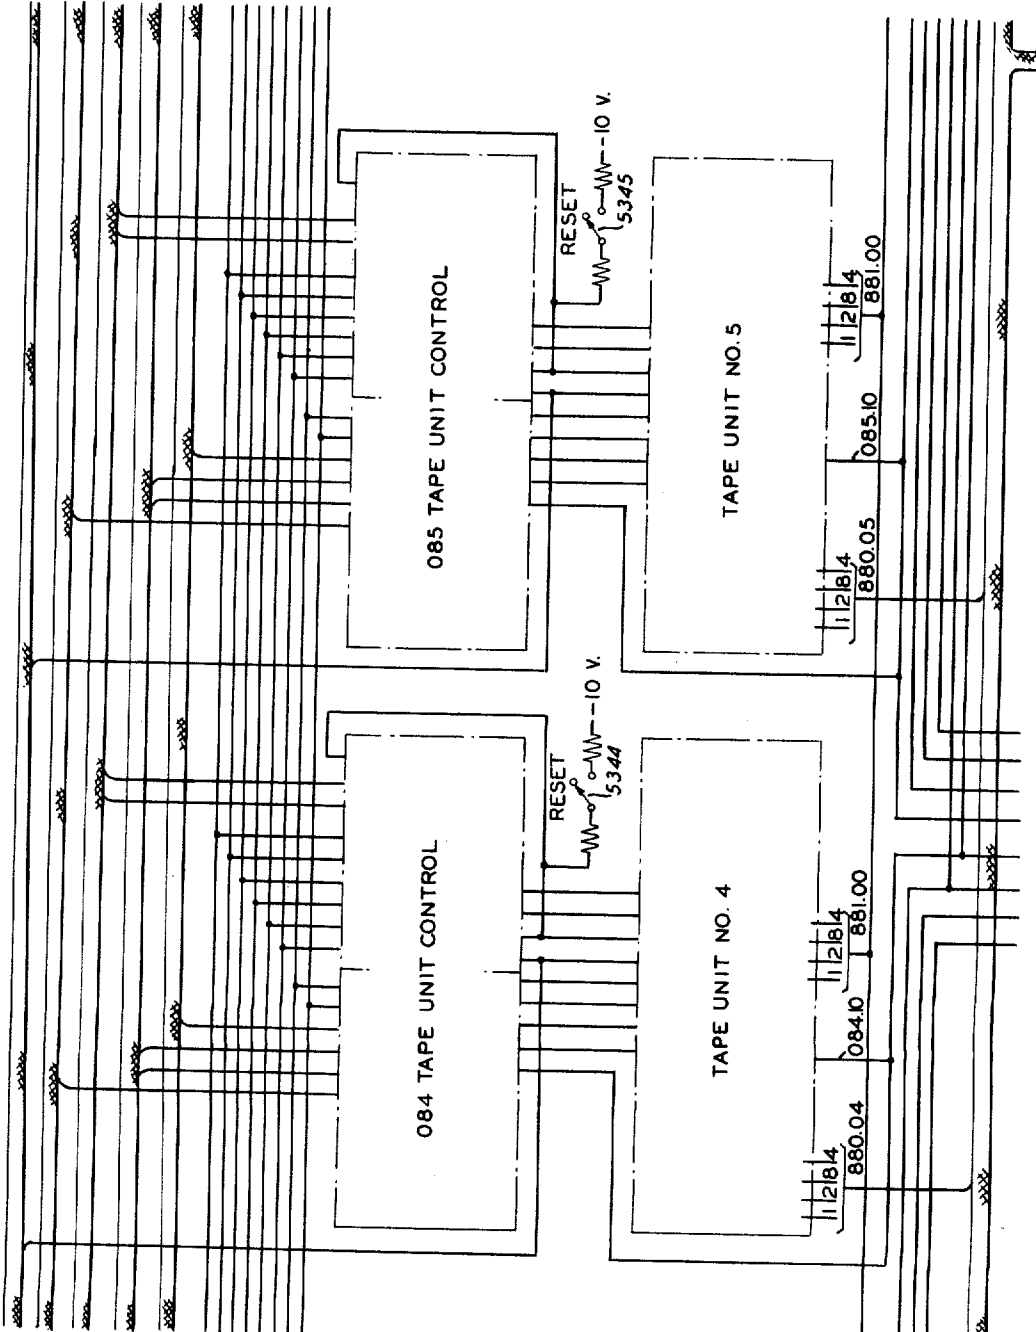 085 TAPE UNIT CONTROL
RESET
5345
-10 V.
TAPE UNIT NO. 5
1 2 8 4
880.05
085.10
1 2 8 4
881.00
084 TAPE UNIT CONTROL
RESET
5344
-10 V.
TAPE UNIT NO. 4
1 2 8 4
880.04
084.10
1 2 8 4
881.00